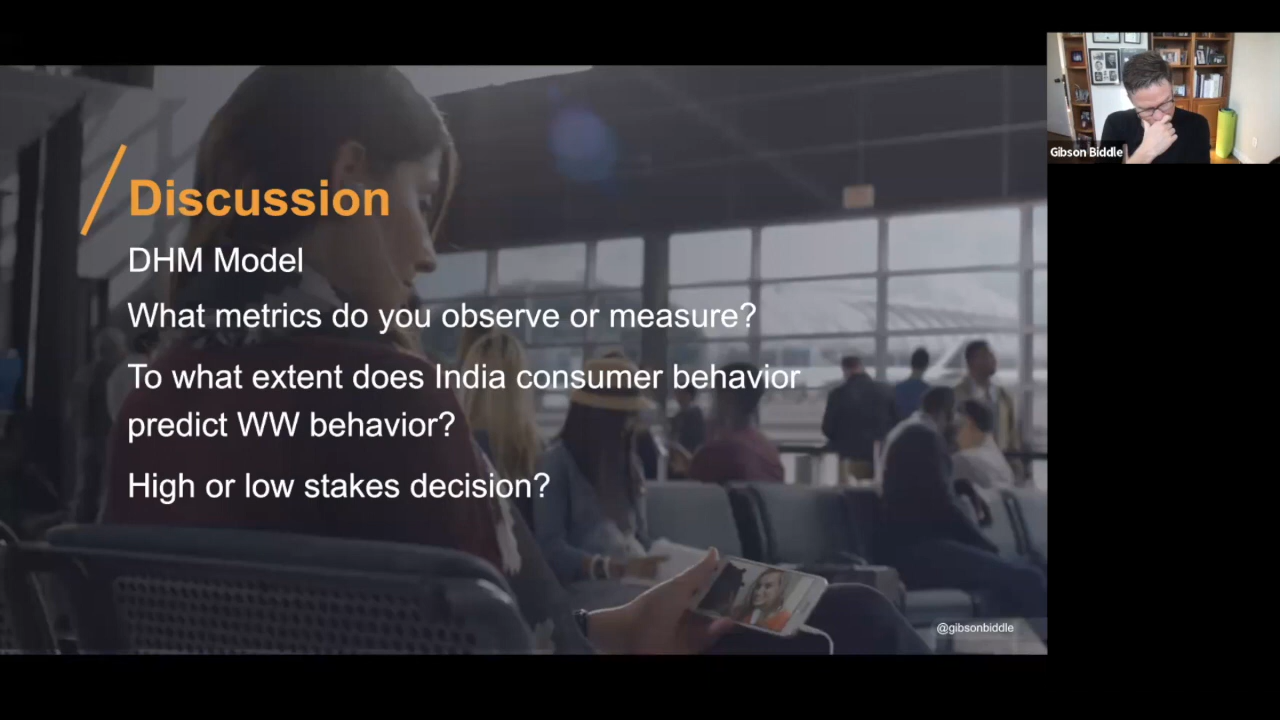 Discussion
DHM Model
What metrics do you observe or measure?
To what extent does India consumer behavior
predict WW behavior?
High or low stakes decision?
@gibsonbiddle
Gibson Biddle